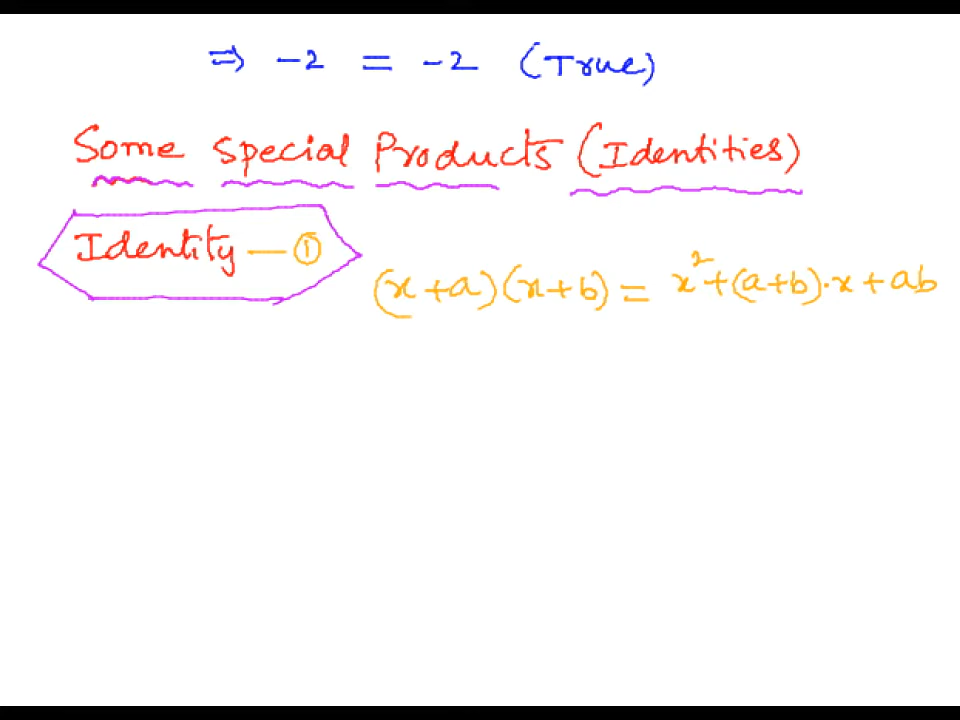 ⇒ -2 = -2 (True)
Some special Products (Identities)
Identity — ①
(x+a)(x+b) = x²+(a+b)·x+ab